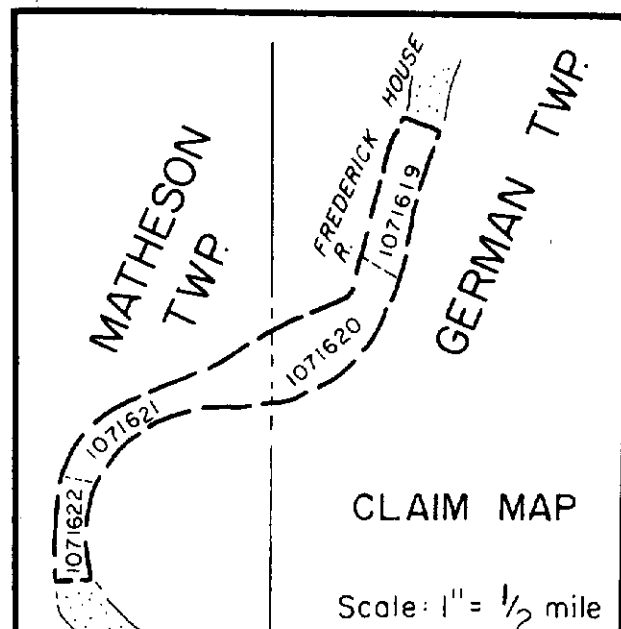 MATHESON
TWP.
FREDERICK HOUSE
R.
GERMAN TWP.
1071619
1071620
1071621
1071622
CLAIM MAP
Scale: 1" = 1/2 mile